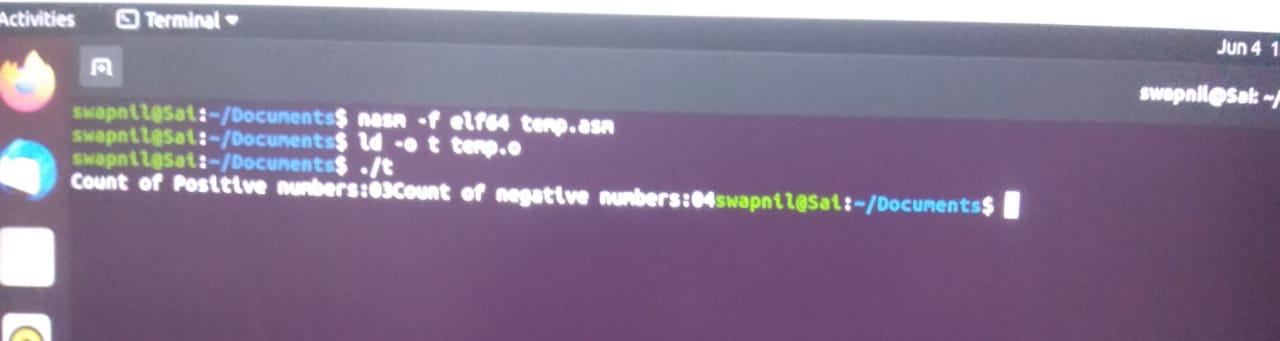 Activities Terminal
Jun 4 1
swapnil@Sai: ~/
swapnil@Sai:~/Documents$ nasm -f elf64 temp.asm
swapnil@Sai:~/Documents$ ld -o t temp.o
swapnil@Sai:~/Documents$ ./t
Count of Positive numbers:03Count of negative numbers:04swapnil@Sai:~/Documents$